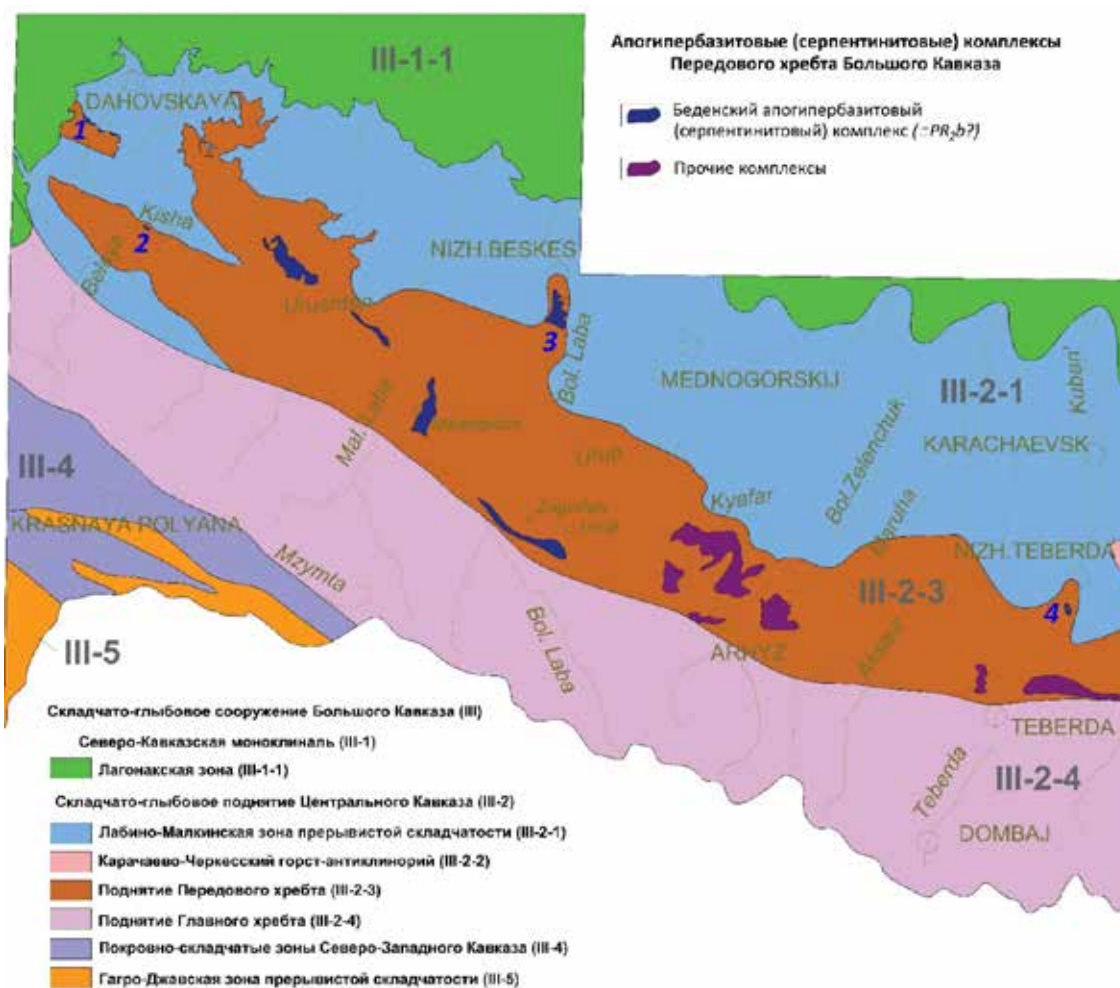 Апогипербазитовые (серпентинитовые) комплексы
Передового хребта Большого Кавказа
Беденский апогипербазитовый
(серпентинитовый) комплекс (::PR₂b?)
Прочие комплексы
III-1-1
DAHOVSKAYA
1
Kisha
2
Belaya
NIZH.BESKES
Urushten
3
Bol. Laba
MEDNOGORSKIJ
III-2-1
Kuban'
Mal. Laba
KARACHAEVSK
Bol.Zelenchuk
Urup
III-4
Kyafar
Maruha
KRASNAYA POLYANA
NIZH.TEBERDA
Mzymta
III-2-3
4
III-5
Bol. Laba
ARHYZ
Aksaut
TEBERDA
Teberda
III-2-4
DOMBAJ
Складчато-глыбовое сооружение Большого Кавказа (III)
Северо-Кавказская моноклиналь (III-1)
Лагонакская зона (III-1-1)
Складчато-глыбовое поднятие Центрального Кавказа (III-2)
Лабино-Малкинская зона прерывистой складчатости (III-2-1)
Карачаево-Черкесский горст-антиклинорий (III-2-2)
Поднятие Передового хребта (III-2-3)
Поднятие Главного хребта (III-2-4)
Покровно-складчатые зоны Северо-Западного Кавказа (III-4)
Гагро-Джавская зона прерывистой складчатости (III-5)